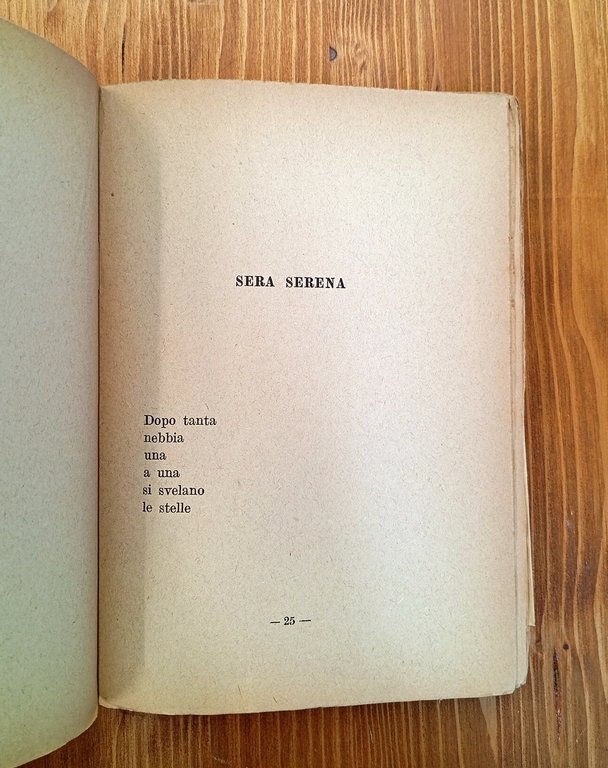 SERA SERENA
Dopo tanta
nebbia
una
a una
si svelano
le stelle
— 25 —